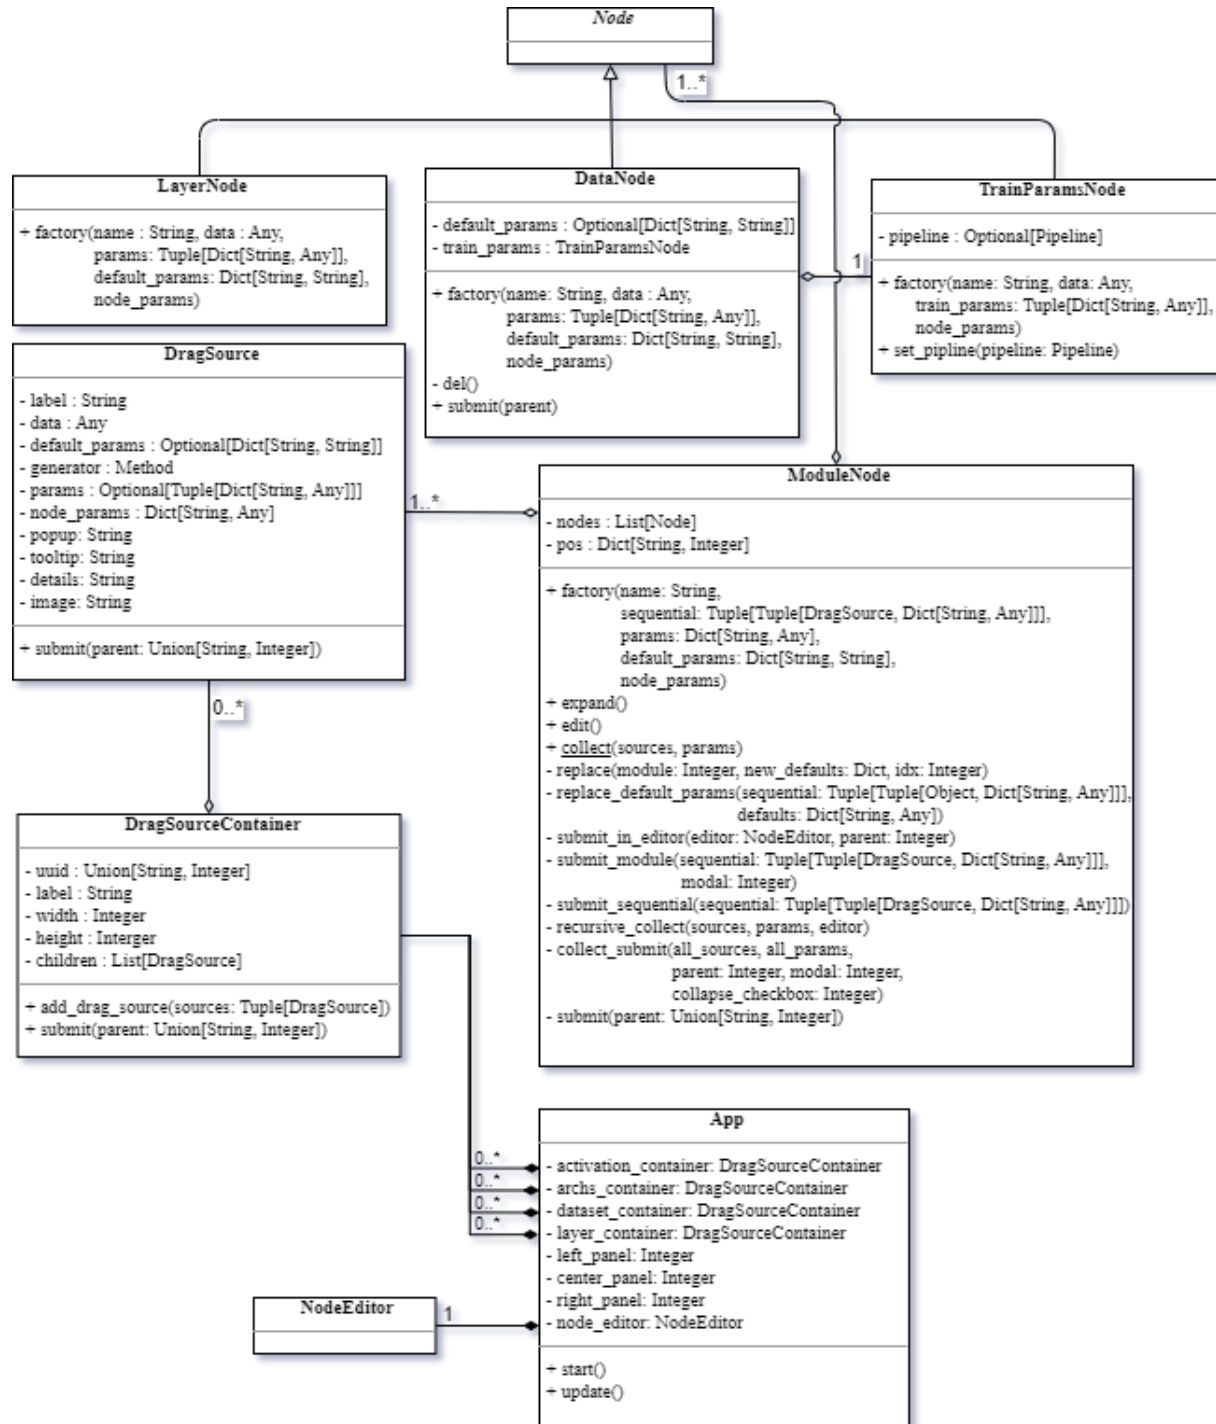 Node
1..*
LayerNode
+ factory(name : String, data : Any,
params: Tuple[Dict[String, Any]],
default_params: Dict[String, String],
node_params)
DataNode
- default_params : Optional[Dict[String, String]]
- train_params : TrainParamsNode
+ factory(name: String, data : Any,
params: Tuple[Dict[String, Any]],
default_params: Dict[String, String],
node_params)
- del()
+ submit(parent)
1
TrainParamsNode
- pipeline : Optional[Pipeline]
+ factory(name: String, data: Any,
train_params: Tuple[Dict[String, Any]],
node_params)
+ set_pipline(pipeline: Pipeline)
DragSource
- label : String
- data : Any
- default_params : Optional[Dict[String, String]]
- generator : Method
- params : Optional[Tuple[Dict[String, Any]]]
- node_params : Dict[String, Any]
- popup: String
- tooltip: String
- details: String
- image: String
+ submit(parent: Union[String, Integer])
1..*
0..*
ModuleNode
- nodes : List[Node]
- pos : Dict[String, Integer]
+ factory(name: String,
sequential: Tuple[Tuple[DragSource, Dict[String, Any]]],
params: Dict[String, Any],
default_params: Dict[String, String],
node_params)
+ expand()
+ edit()
+ collect(sources, params)
- replace(module: Integer, new_defaults: Dict, idx: Integer)
- replace_default_params(sequential: Tuple[Tuple[Object, Dict[String, Any]]],
defaults: Dict[String, Any])
- submit_in_editor(editor: NodeEditor, parent: Integer)
- submit_module(sequential: Tuple[Tuple[DragSource, Dict[String, Any]]],
modal: Integer)
- submit_sequential(sequential: Tuple[Tuple[DragSource, Dict[String, Any]]])
- recursive_collect(sources, params, editor)
- collect_submit(all_sources, all_params,
parent: Integer, modal: Integer,
collapse_checkbox: Integer)
- submit(parent: Union[String, Integer])
DragSourceContainer
- uuid : Union[String, Integer]
- label : String
- width : Integer
- height : Interger
- children : List[DragSource]
+ add_drag_source(sources: Tuple[DragSource])
+ submit(parent: Union[String, Integer])
0..*
0..*
0..*
0..*
App
- activation_container: DragSourceContainer
- archs_container: DragSourceContainer
- dataset_container: DragSourceContainer
- layer_container: DragSourceContainer
- left_panel: Integer
- center_panel: Integer
- right_panel: Integer
- node_editor: NodeEditor
+ start()
+ update()
NodeEditor
1